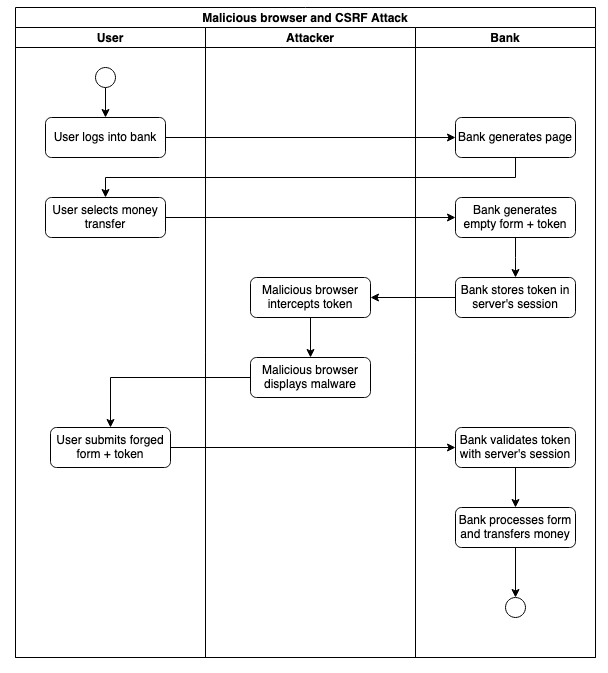 Malicious browser and CSRF Attack
User
Attacker
Bank
User logs into bank
Bank generates page
User selects money
transfer
Bank generates
empty form + token
Malicious browser
intercepts token
Bank stores token in
server's session
Malicious browser
displays malware
User submits forged
form + token
Bank validates token
with server's session
Bank processes form
and transfers money